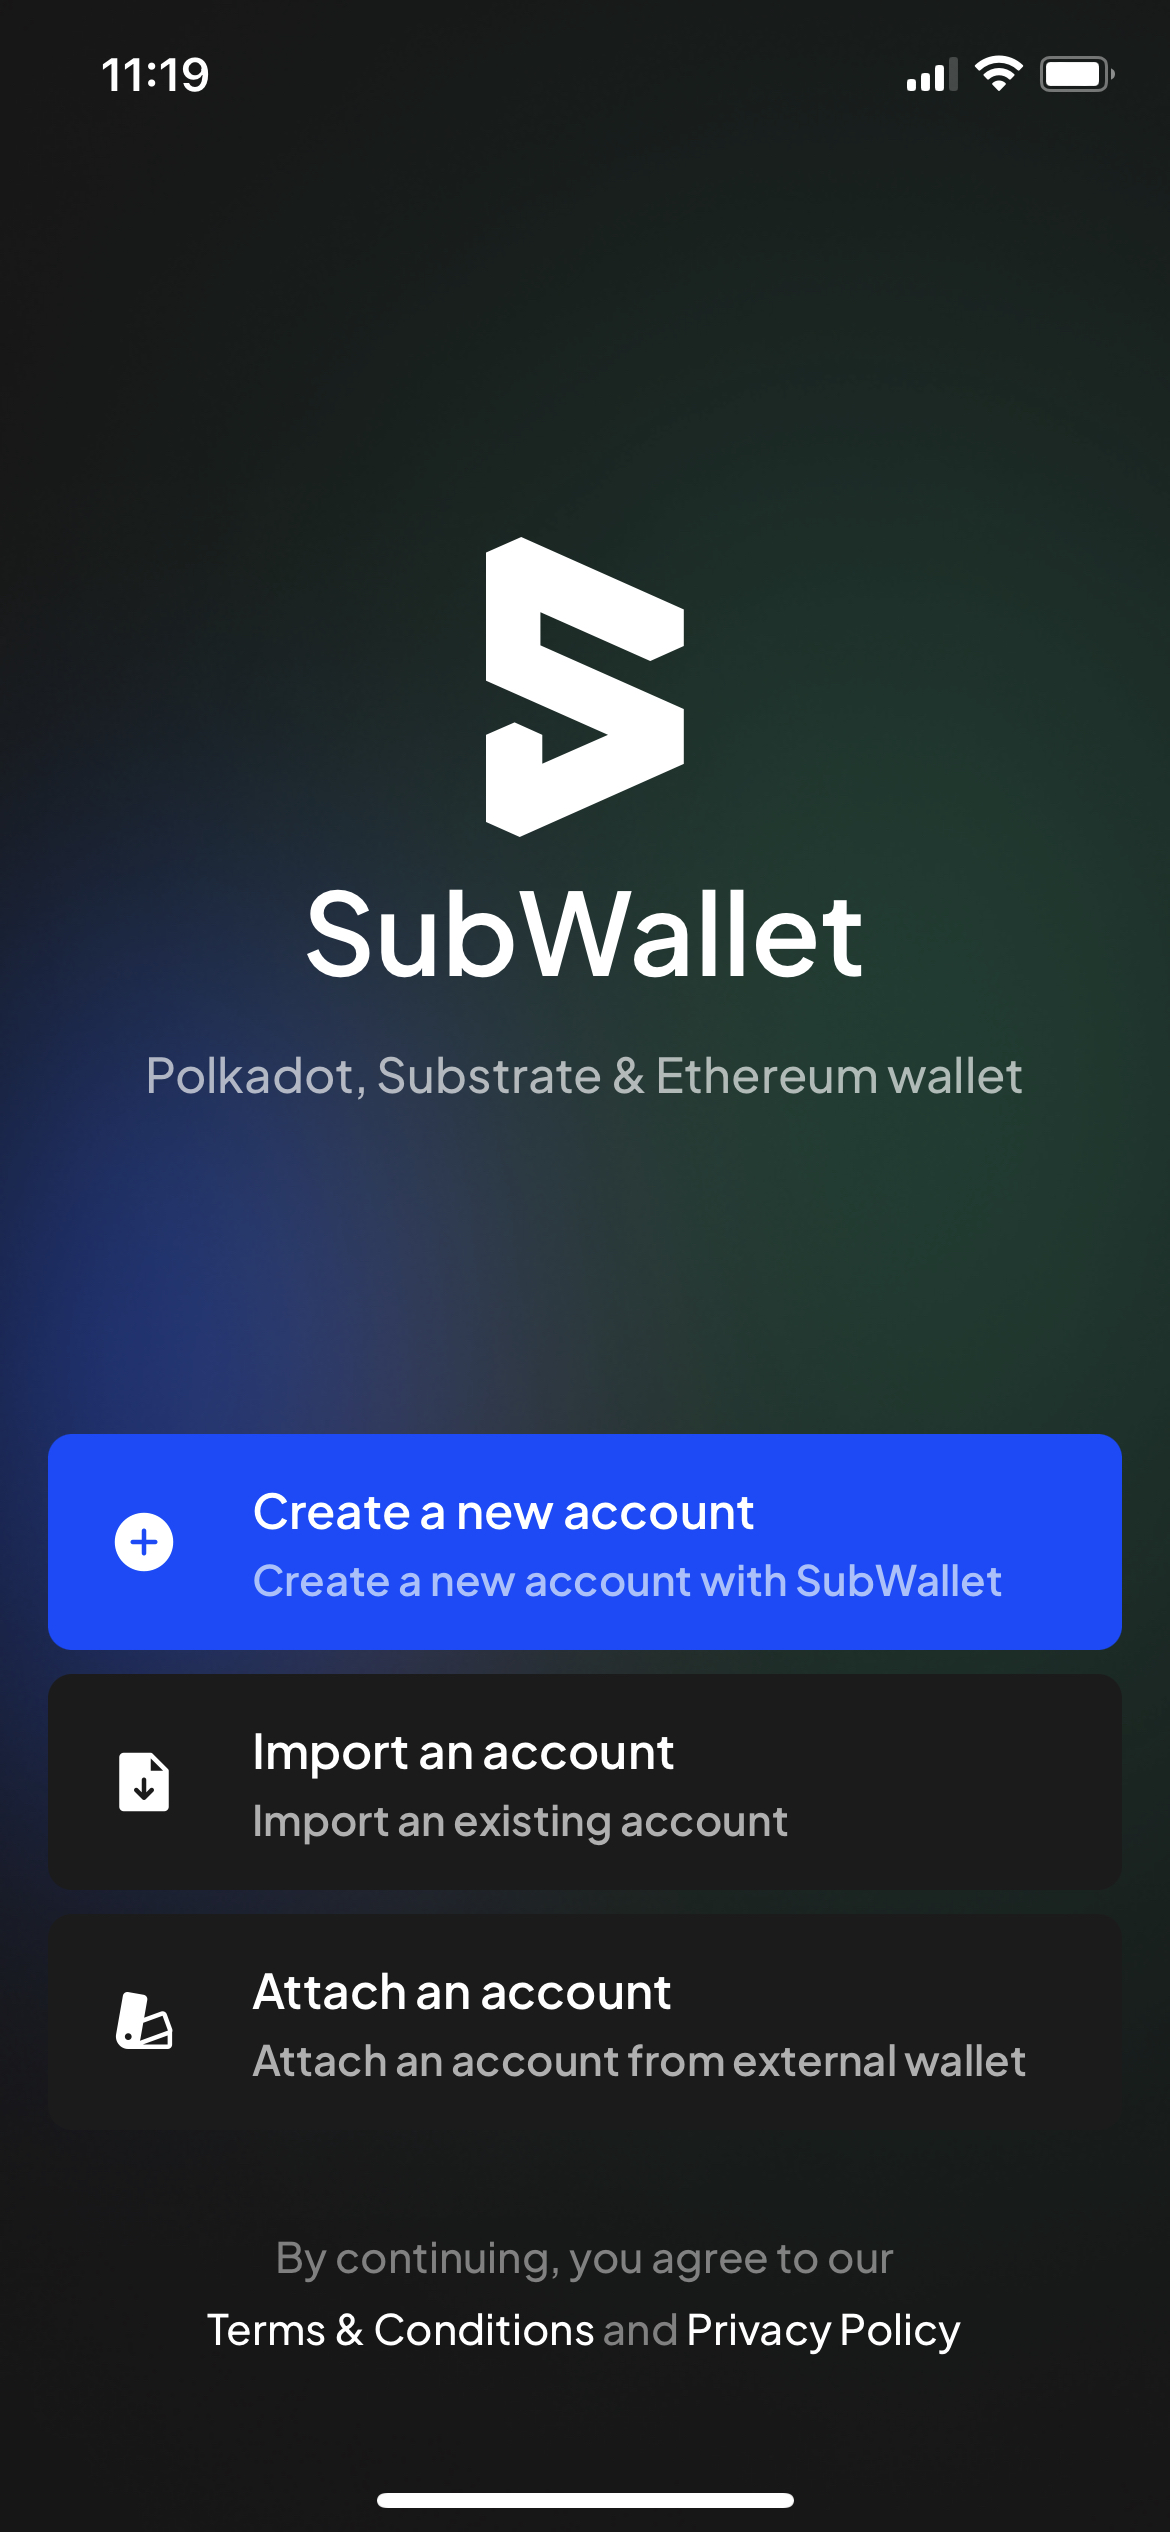 11:19
SubWallet
Polkadot, Substrate & Ethereum wallet
Create a new account
Create a new account with SubWallet
Import an account
Import an existing account
Attach an account
Attach an account from external wallet
By continuing, you agree to our
Terms & Conditions and Privacy Policy